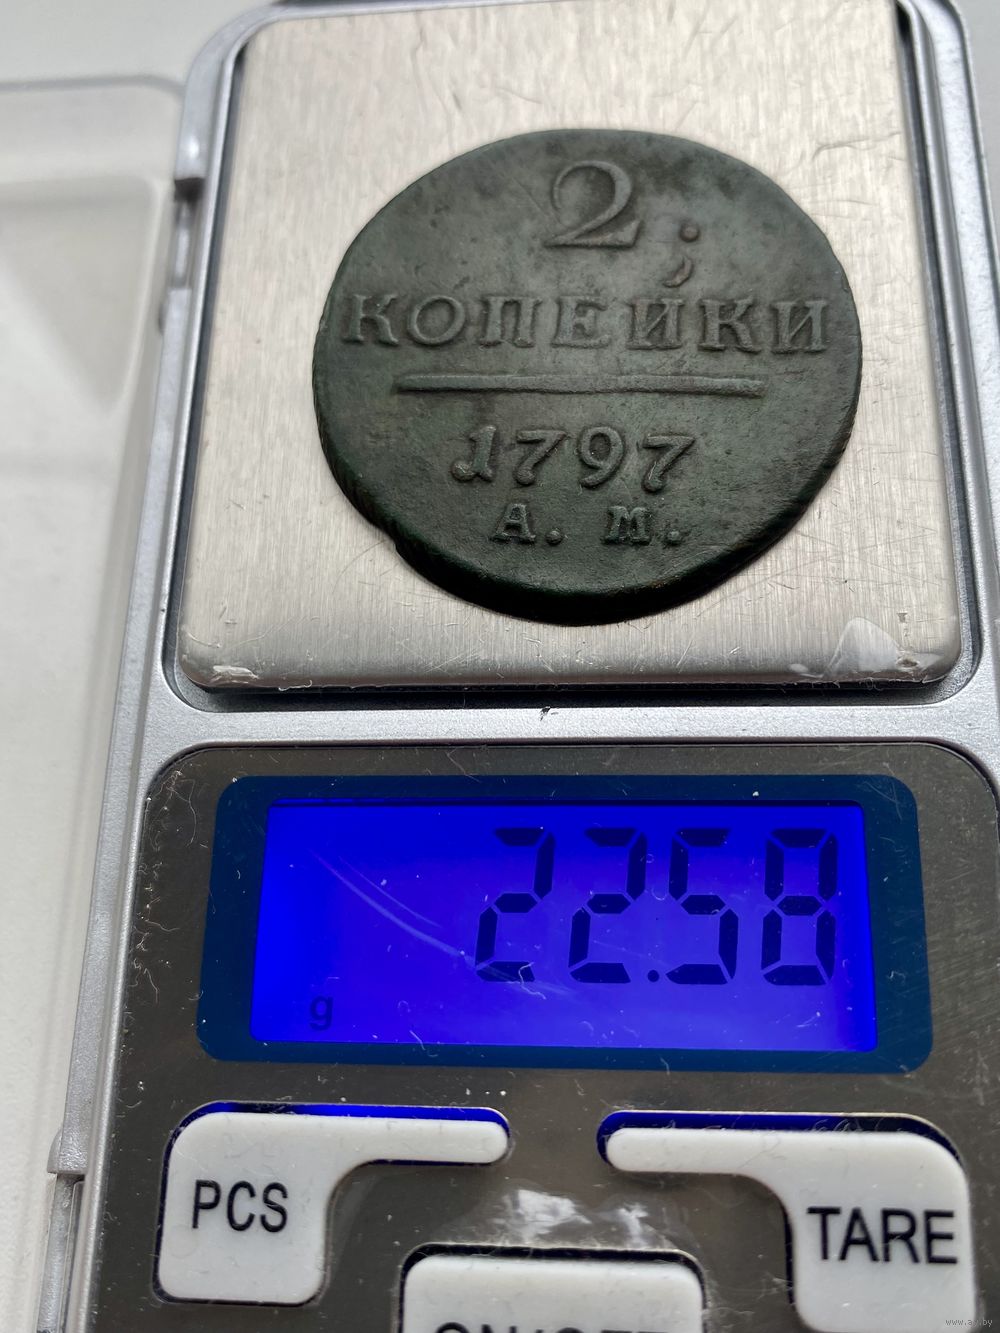 2;
КОПЕЙКИ
1797
А. М.
22.58
g
PCS
TARE